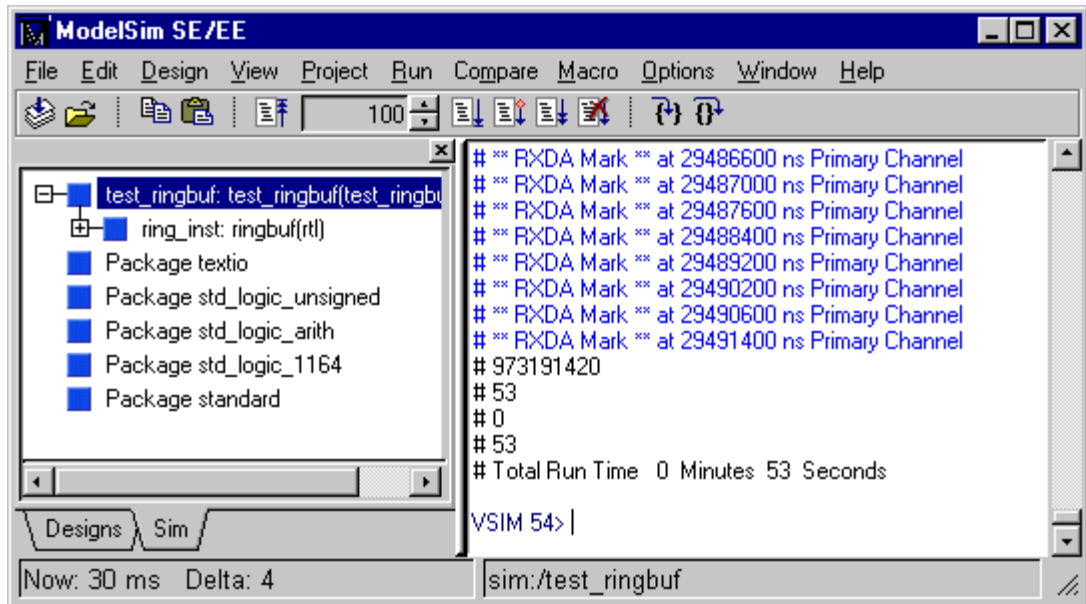 ModelSim SE/EE
File Edit Design View Project Run Compare Macro Options Window Help
100
test_ringbuf: test_ringbuf(test_ringbu
ring_inst: ringbuf(rtl)
Package textio
Package std_logic_unsigned
Package std_logic_arith
Package std_logic_1164
Package standard
Designs Sim
# ** RXDA Mark ** at 29486600 ns Primary Channel
# ** RXDA Mark ** at 29487000 ns Primary Channel
# ** RXDA Mark ** at 29487600 ns Primary Channel
# ** RXDA Mark ** at 29488400 ns Primary Channel
# ** RXDA Mark ** at 29489200 ns Primary Channel
# ** RXDA Mark ** at 29490200 ns Primary Channel
# ** RXDA Mark ** at 29490600 ns Primary Channel
# ** RXDA Mark ** at 29491400 ns Primary Channel
# 973191420
# 53
# 0
# 53
# Total Run Time 0 Minutes 53 Seconds
VSIM 54>
Now: 30 ms Delta: 4
sim:/test_ringbuf